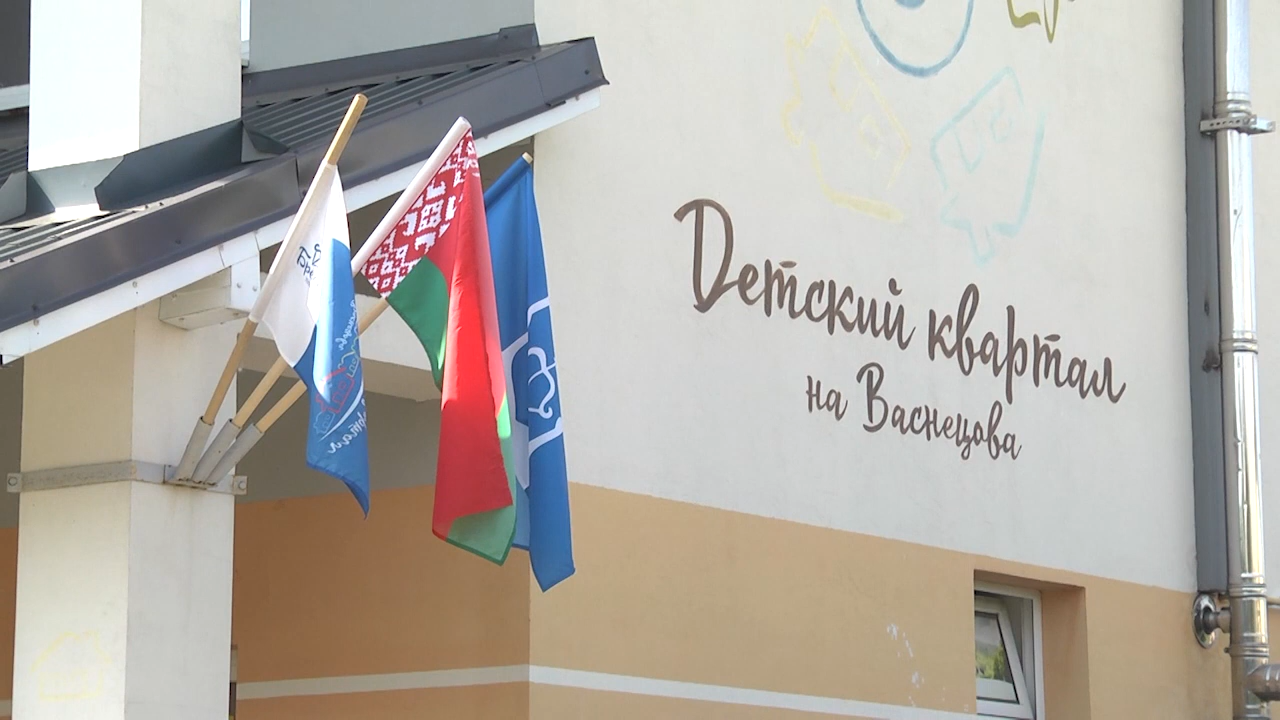 Детский квартал
на Васнецова